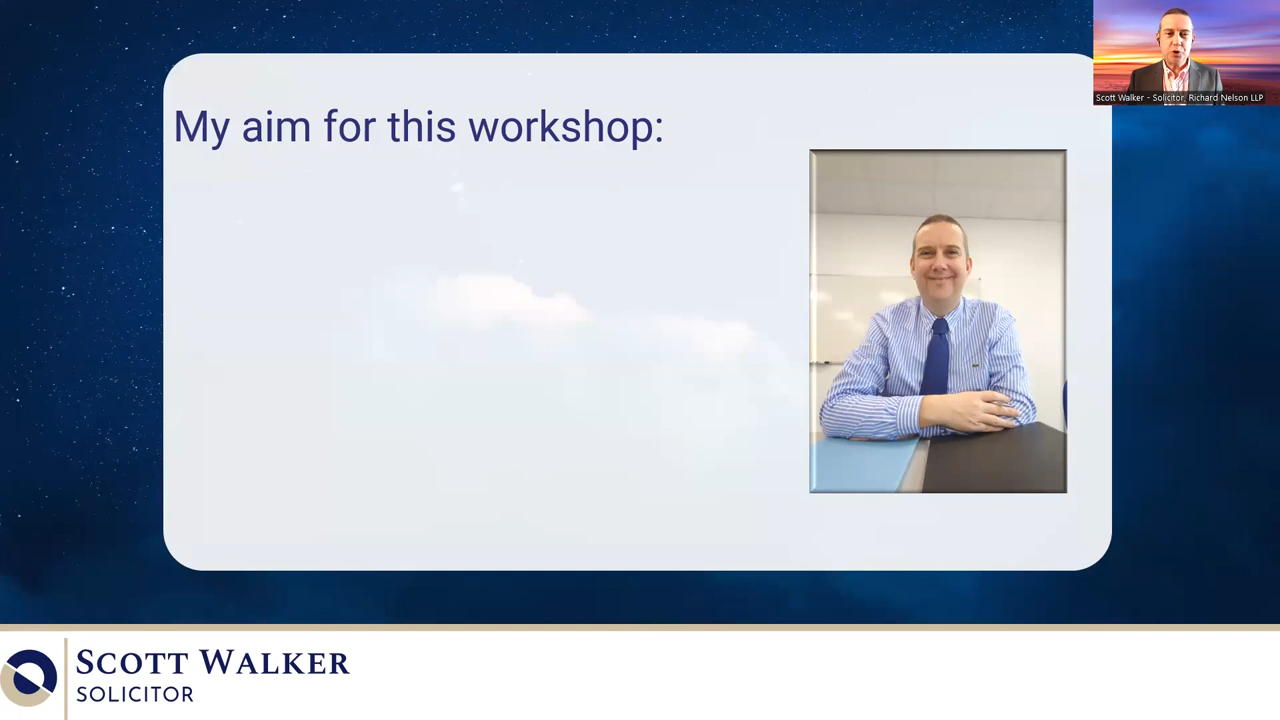 My aim for this workshop:
Scott Walker - Solicitor, Richard Nelson LLP
SCOTT WALKER
SOLICITOR